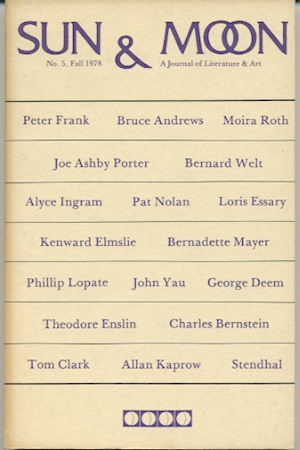 SUN & MOON
No. 5, Fall 1978 A Journal of Literature & Art
Peter Frank Bruce Andrews Moira Roth
Joe Ashby Porter Bernard Welt
Alyce Ingram Pat Nolan Loris Essary
Kenward Elmslie Bernadette Mayer
Phillip Lopate John Yau George Deem
Theodore Enslin Charles Bernstein
Tom Clark Allan Kaprow Stendhal